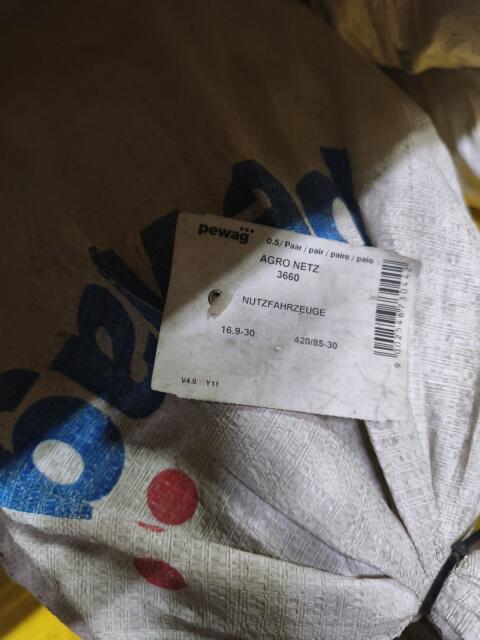 pewag
0.5/ Paar / pair / paire / paio
AGRO NETZ
3660
NUTZFAHRZEUGE
16.9-30 420/85-30
V4.0 Y11
pewag